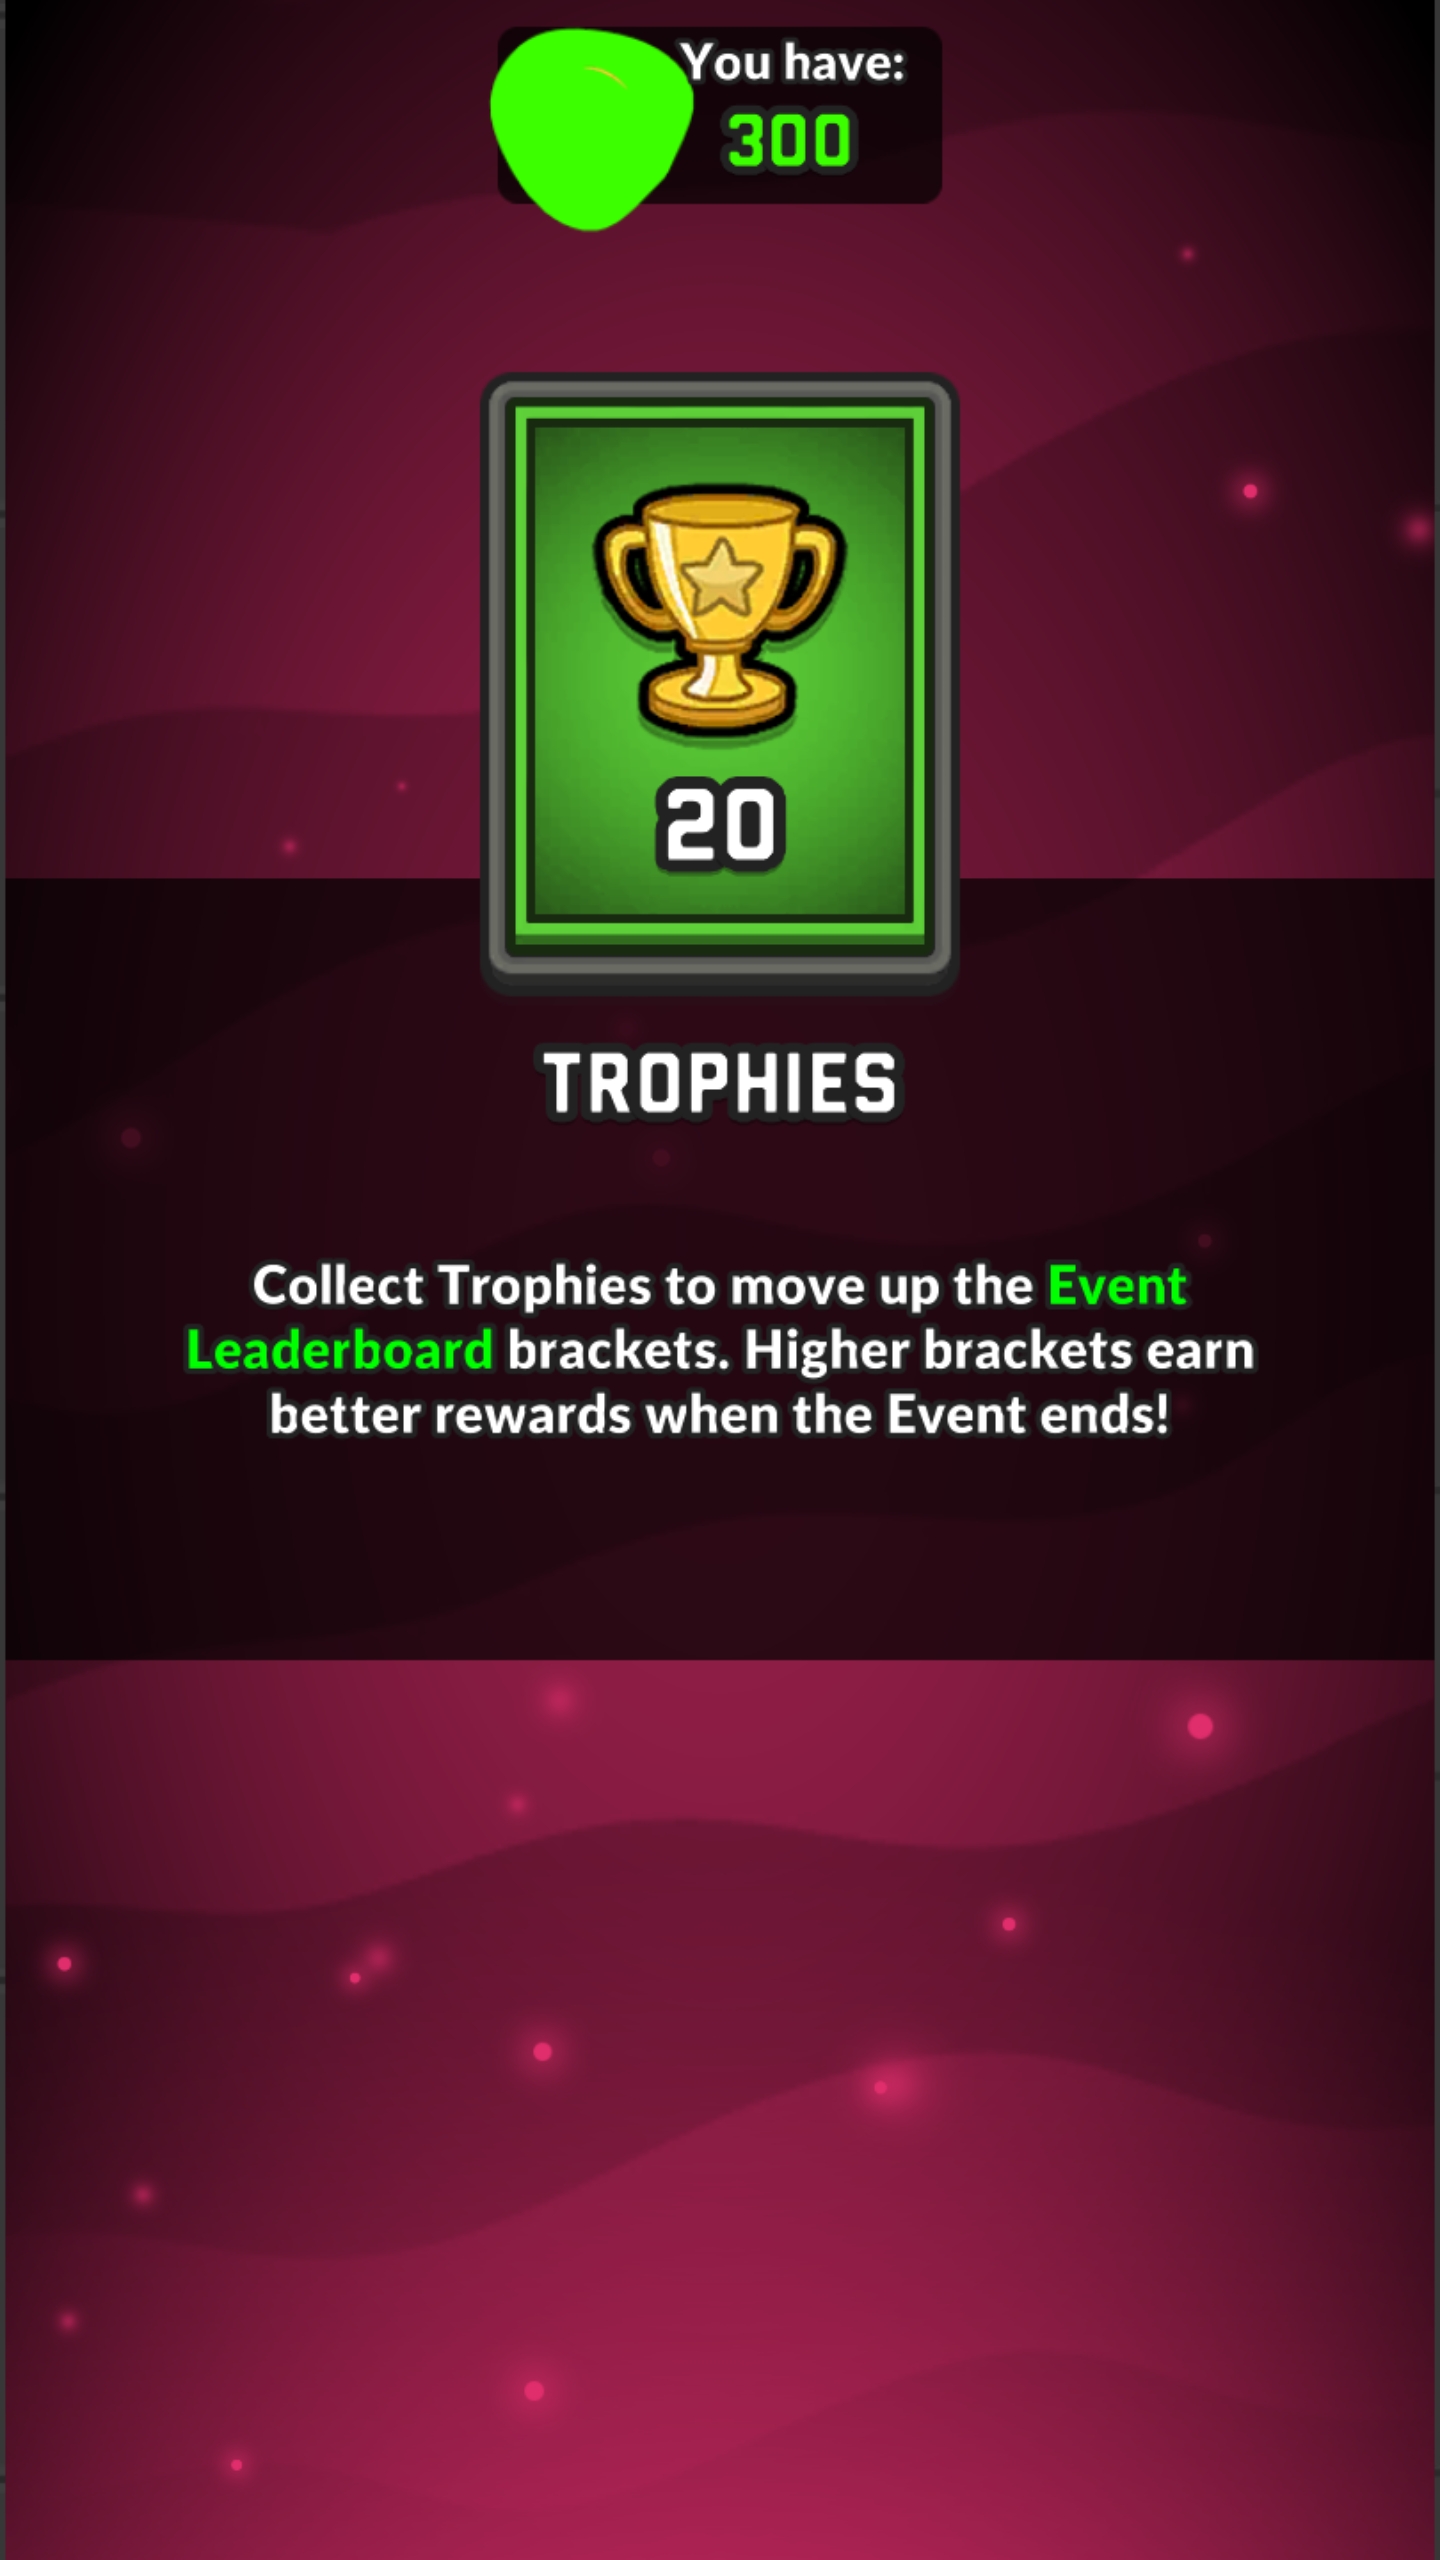 You have:
300
20
TROPHIES
Collect Trophies to move up the Event
Leaderboard brackets. Higher brackets earn
better rewards when the Event ends!